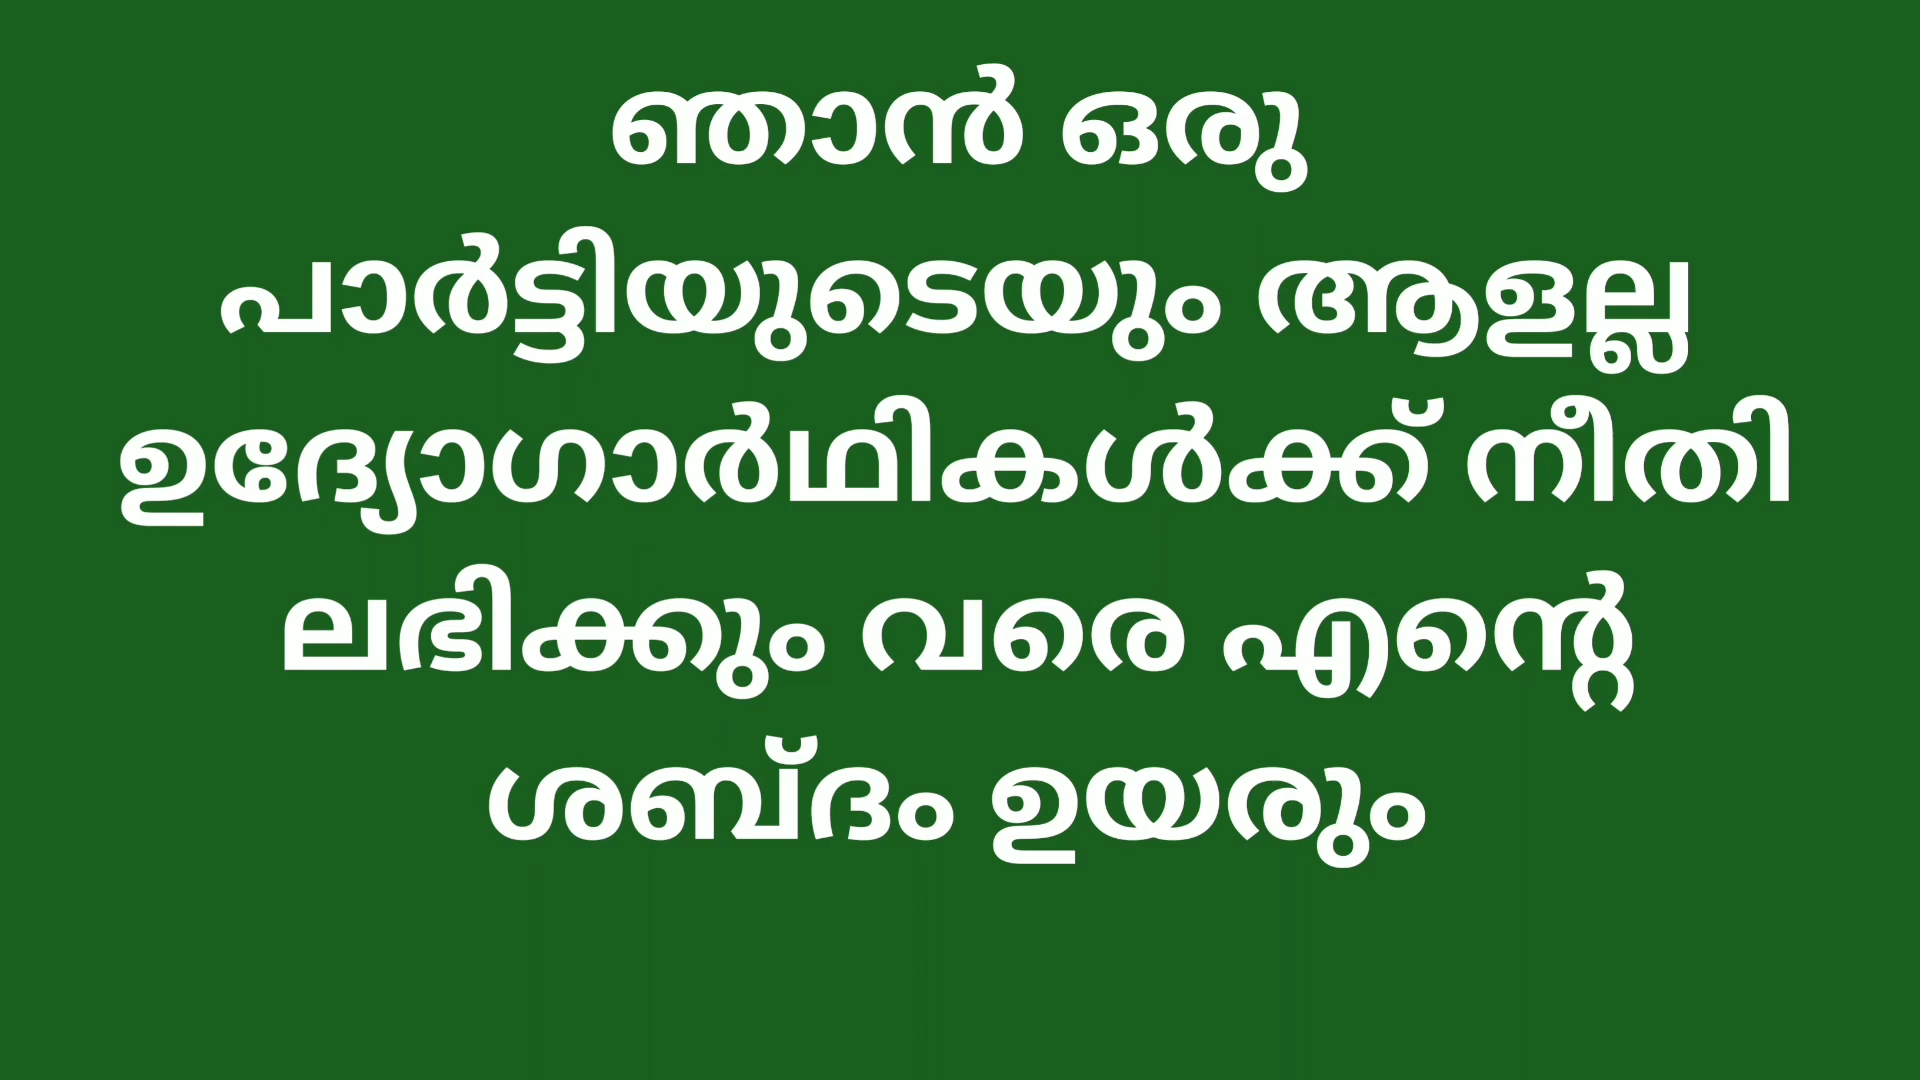 ഞാൻ ഒരു
പാർട്ടിയുടെയും ആളല്ല
ഉദ്യോഗാർഥികൾക്ക് നീതി
ലഭിക്കും വരെ എന്റെ
ശബ്ദം ഉയരും